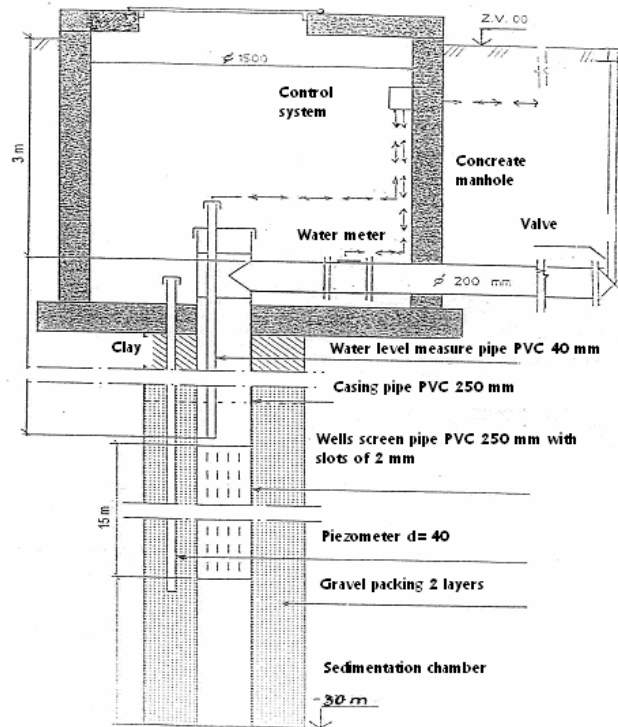 Z.V. 00
ø 1500
Control
system
3 m
Concreate
manhole
Water meter
Valve
ø 200 mm
Clay
Water level measure pipe PVC 40 mm
Casing pipe PVC 250 mm
Wells screen pipe PVC 250 mm with
slots of 2 mm
15 m
Piezometer d= 40
Gravel packing 2 layers
Sedimentation chamber
-30 m